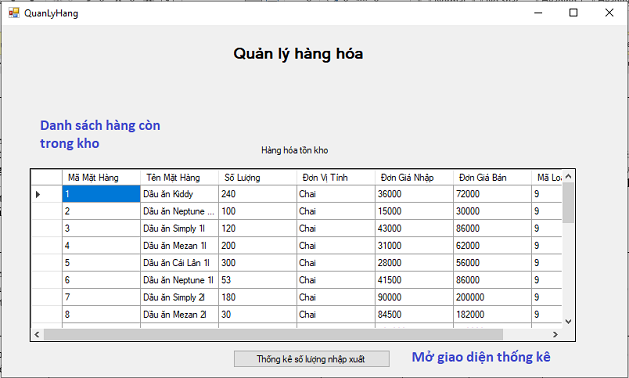 QuanLyHang
Quản lý hàng hóa
Danh sách hàng còn
trong kho
Hàng hóa tồn kho
Mã Mặt Hàng Tên Mặt Hàng Số Lượng Đơn Vị Tính Đơn Giá Nhập Đơn Giá Bán Mã Loạ
1 Dầu ăn Kiddy 240 Chai 36000 72000 9
2 Dầu ăn Neptune ... 100 Chai 15000 30000 9
3 Dầu ăn Simply 1l 120 Chai 43000 86000 9
4 Dầu ăn Mezan 1l 200 Chai 31000 62000 9
5 Dầu ăn Cái Lân 1l 300 Chai 28000 56000 9
6 Dầu ăn Neptune 1l 53 Chai 41500 86000 9
7 Dầu ăn Simply 2l 180 Chai 90000 200000 9
8 Dầu ăn Mezan 2l 30 Chai 84500 182000 9
Thống kê số lượng nhập xuất
Mở giao diện thống kê